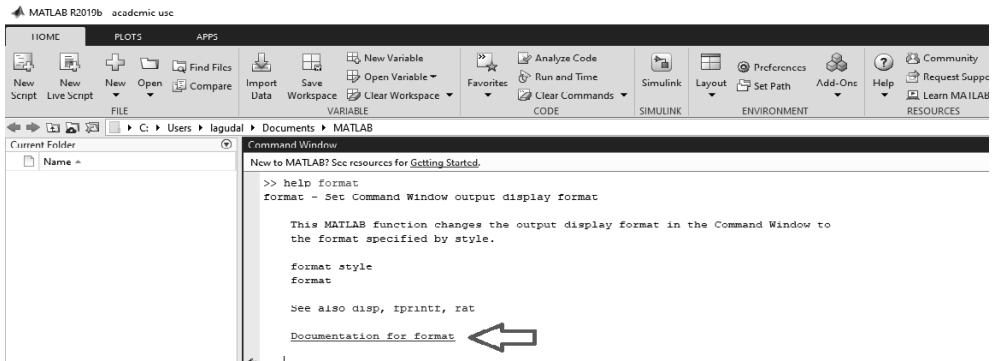 MATLAB R2019b - academic use
HOME PLOTS APPS
New Script New Live Script New Open Find Files Compare Import Data Save Workspace New Variable Open Variable Clear Workspace Favorites Analyze Code Run and Time Clear Commands Simulink Layout Preferences Set Path Add-Ons Help Community Request Suppo Learn MATLAB
FILE VARIABLE CODE SIMULINK ENVIRONMENT RESOURCES
C: Users lagudal Documents MATLAB
Current Folder
Name
Command Window
New to MATLAB? See resources for Getting Started.
>> help format
format - Set Command Window output display format
This MATLAB function changes the output display format in the Command Window to
the format specified by style.
format style
format
See also disp, fprintf, rat
Documentation for format